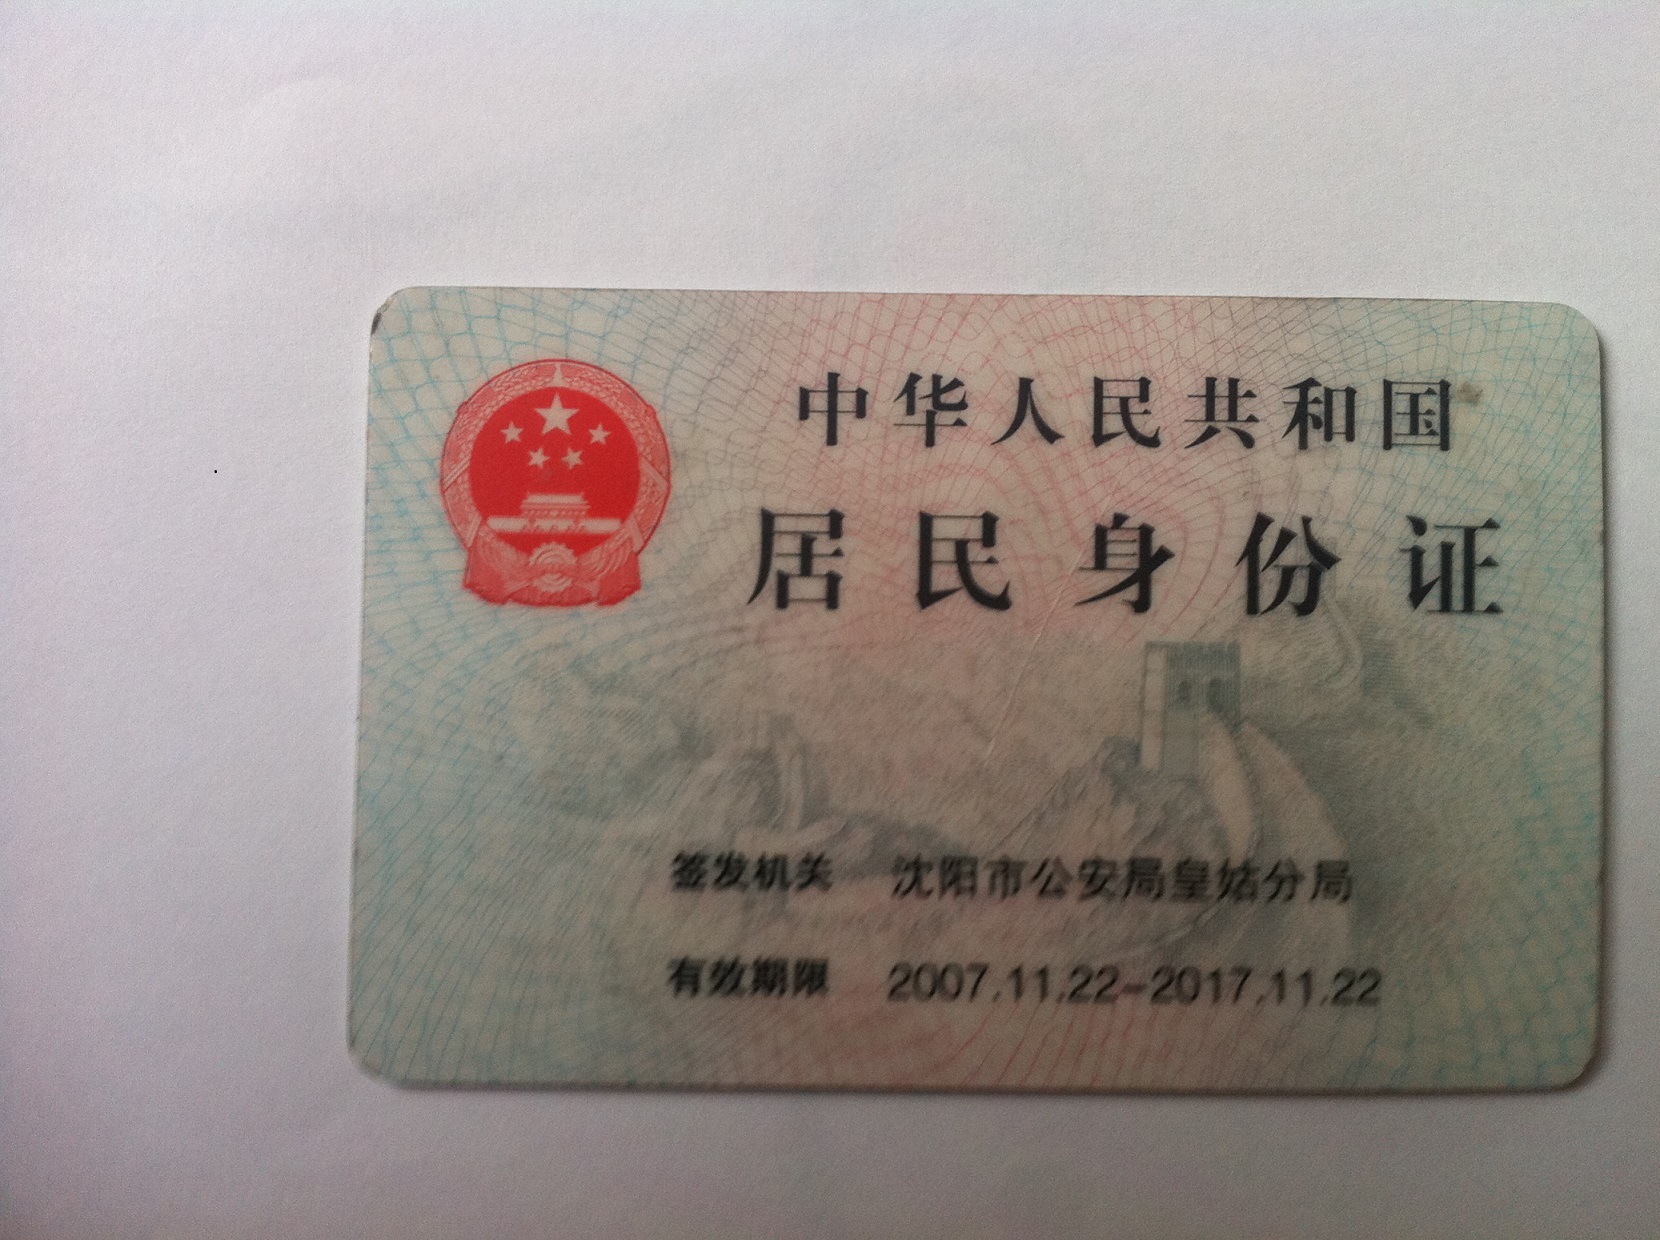 中华人民共和国
居民身份证
签发机关 沈阳市公安局皇姑分局
有效期限 2007.11.22-2017.11.22